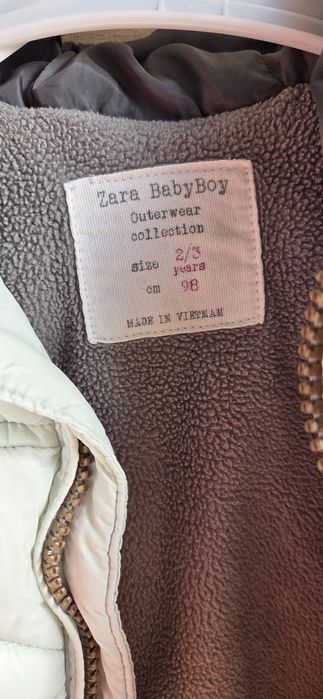 Zara BabyBoy
Outerwear
collection
size 2/3
years
cm 98
MADE IN VIETNAM